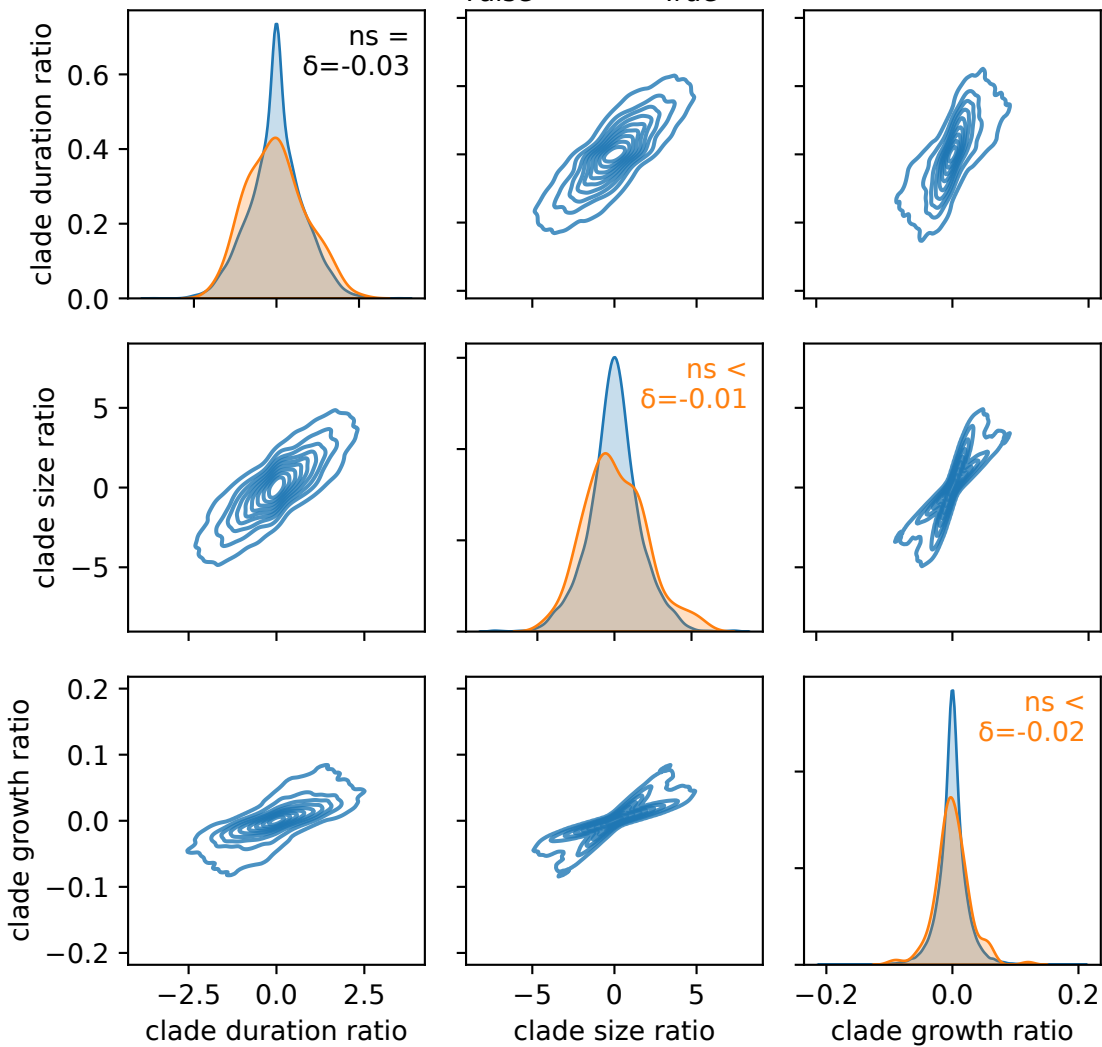 clade duration ratio
0.6
0.4
0.2
0.0
ns =
δ=-0.03
clade size ratio
5
0
−5
ns <
δ=-0.01
clade growth ratio
0.2
0.1
0.0
−0.1
−0.2
ns <
δ=-0.02
−2.5 0.0 2.5
−5 0 5
−0.2 0.0 0.2
clade duration ratio
clade size ratio
clade growth ratio